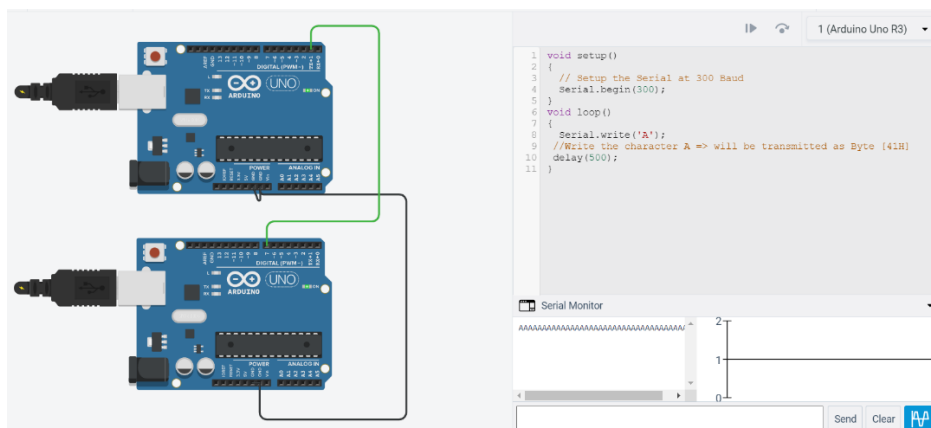 1 (Arduino Uno R3)
1 void setup()
2 {
3 // Setup the Serial at 300 Baud
4 Serial.begin(300);
5 }
6 void loop()
7 {
8 Serial.write('A');
9 //Write the character A => will be transmitted as Byte [41H]
10 delay(500);
11 }
DIGITAL (PWM~)
UNO
ARDUINO
POWER
ANALOG IN
DIGITAL (PWM~)
UNO
ARDUINO
POWER
ANALOG IN
Serial Monitor
2
1
0
Send
Clear